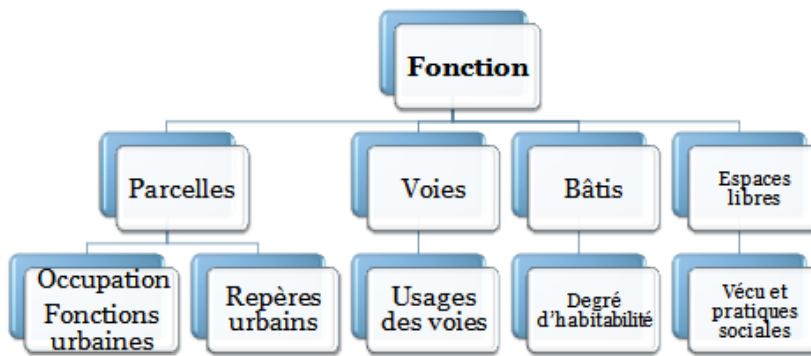 Fonction
Parcelles
Voies
Bâtis
Espaces
libres
Occupation
Fonctions
urbaines
Repères
urbains
Usages
des voies
Degré
d'habitabilité
Vécu et
pratiques
sociales